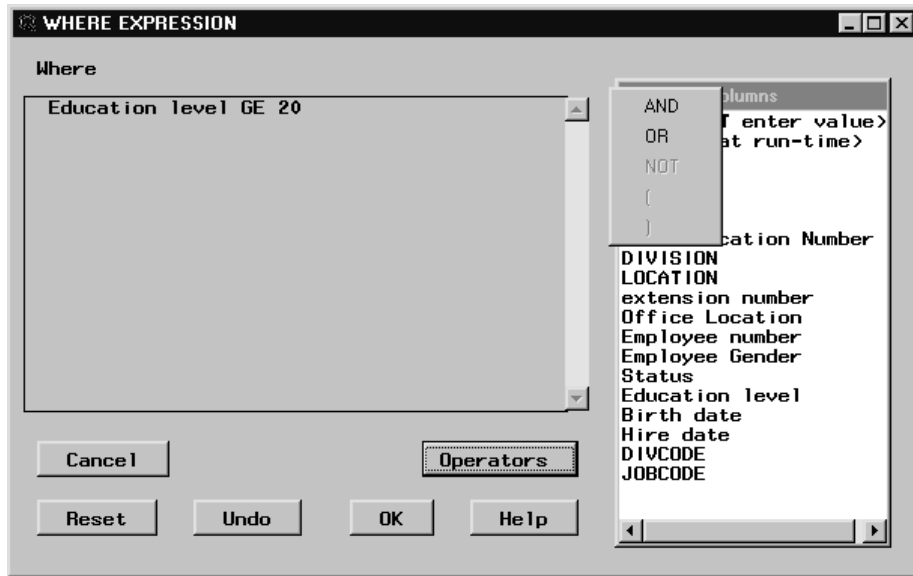 WHERE EXPRESSION
Where
Education level GE 20
AND
OR
NOT
(
)
enter value>
at run-time>
Number
DIVISION
LOCATION
extension number
Office Location
Employee number
Employee Gender
Status
Education level
Birth date
Hire date
DIVCODE
JOBCODE
Cancel
Operators
Reset
Undo
OK
Help